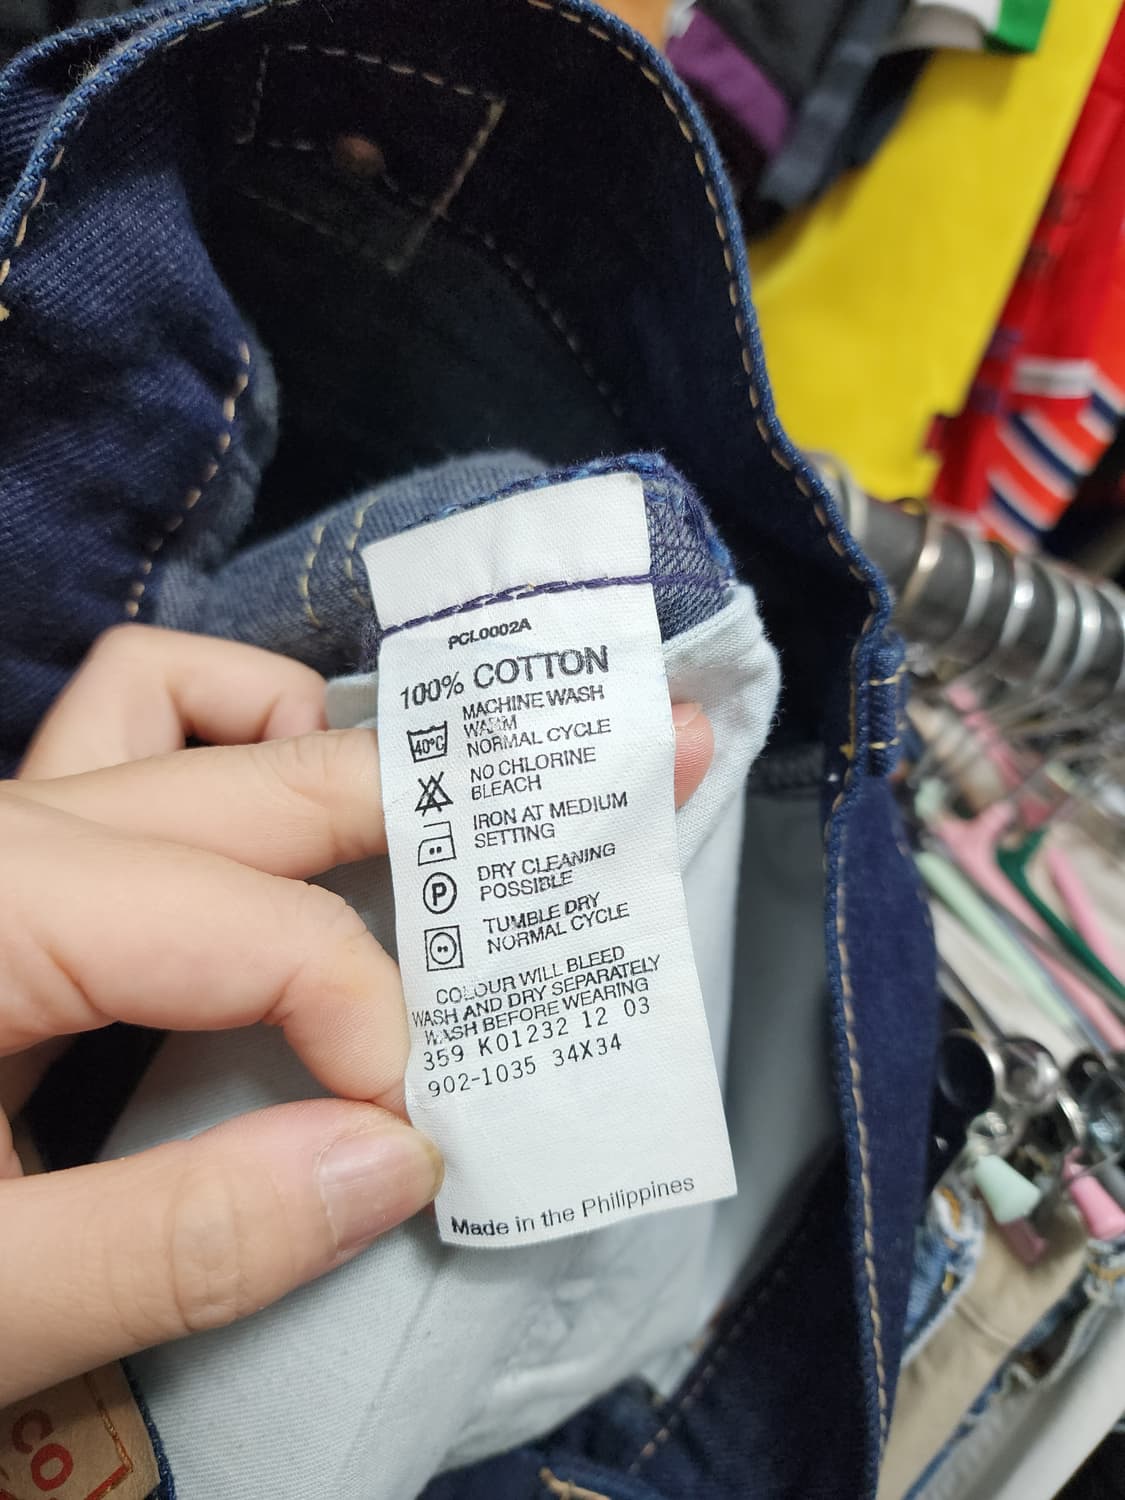 PCL0002A
100% COTTON
MACHINE WASH
WARM
NORMAL CYCLE
40°C
NO CHLORINE
BLEACH
IRON AT MEDIUM
SETTING
DRY CLEANING
POSSIBLE
P
TUMBLE DRY
NORMAL CYCLE
COLOUR WILL BLEED
WASH AND DRY SEPARATELY
WASH BEFORE WEARING
359 K01232 12 03
902-1035 34X34
Made in the Philippines
CO